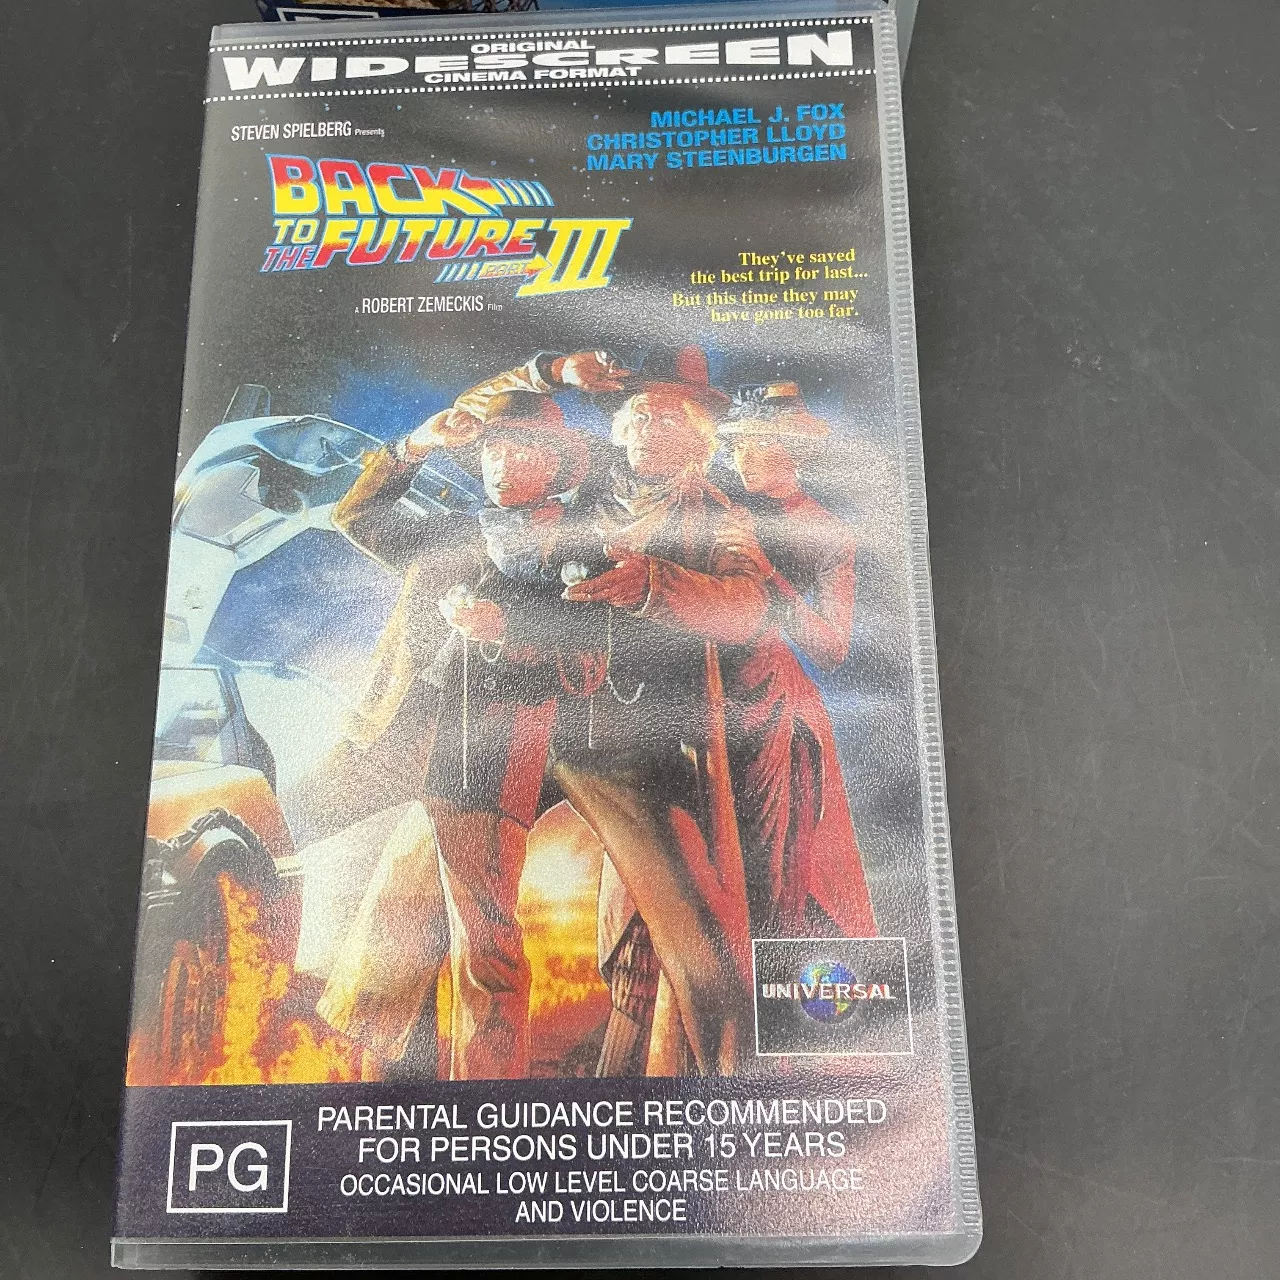 ORIGINAL
WIDESCREEN
CINEMA FORMAT
STEVEN SPIELBERG Presents
MICHAEL J. FOX
CHRISTOPHER LLOYD
MARY STEENBURGEN
BACK
TO
THE FUTURE
PART III
A ROBERT ZEMECKIS Film
They've saved
the best trip for last...
But this time they may
have gone too far.
UNIVERSAL
PG
PARENTAL GUIDANCE RECOMMENDED
FOR PERSONS UNDER 15 YEARS
OCCASIONAL LOW LEVEL COARSE LANGUAGE
AND VIOLENCE